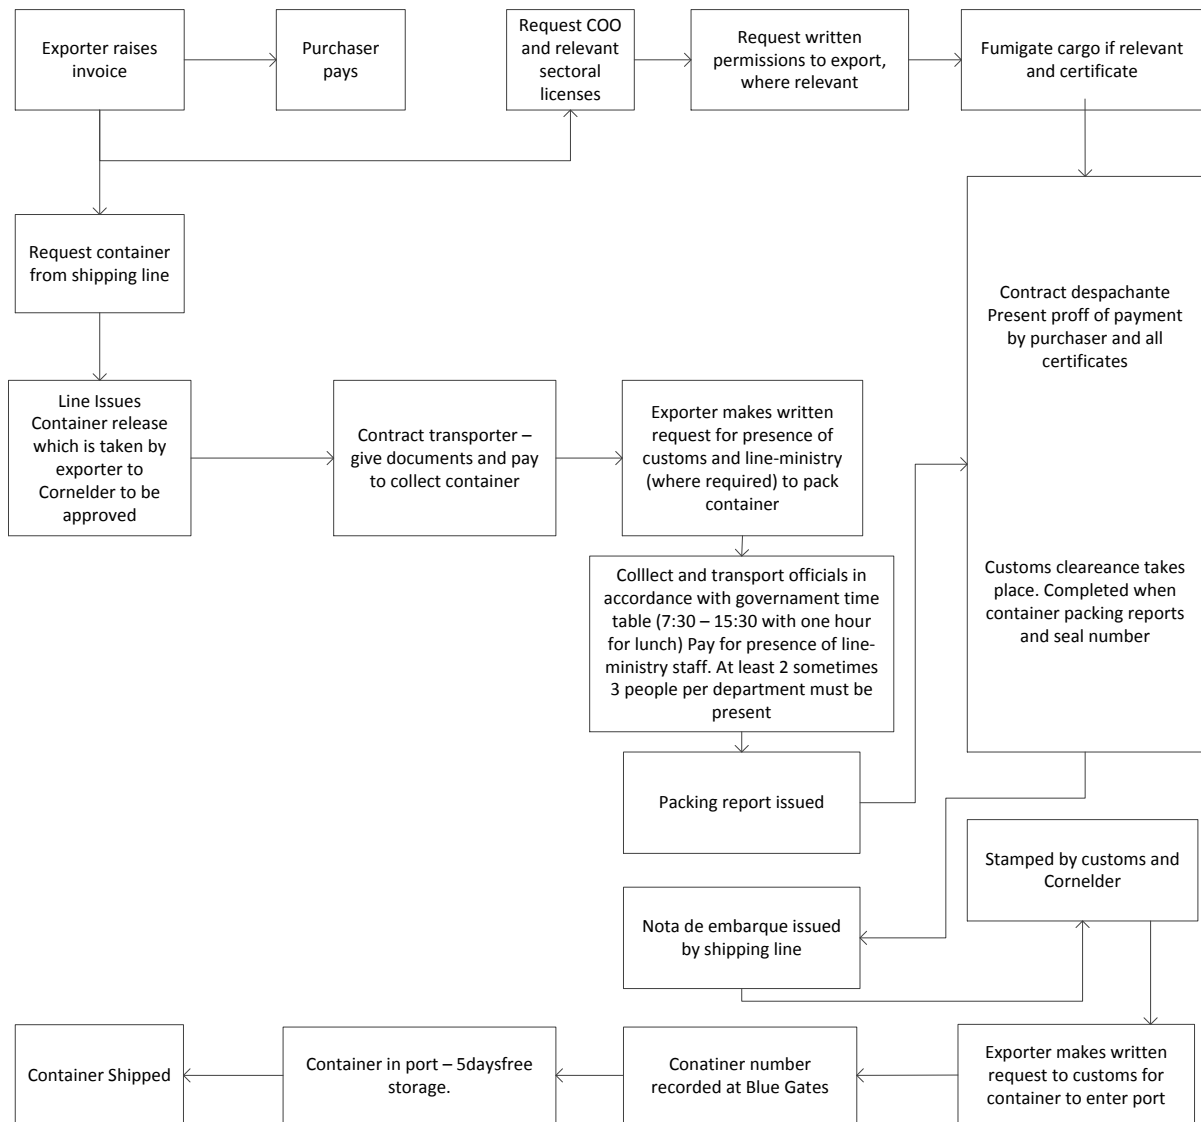 Exporter raises
invoice
Purchaser
pays
Request COO
and relevant
sectoral
licenses
Request written
permissions to export,
where relevant
Fumigate cargo if relevant
and certificate
Request container
from shipping line
Contract despachante
Present proff of payment
by purchaser and all
certificates
Line Issues
Container release
which is taken by
exporter to
Cornelder to be
approved
Contract transporter –
give documents and pay
to collect container
Exporter makes written
request for presence of
customs and line-ministry
(where required) to pack
container
Colllect and transport officials in
accordance with governament time
table (7:30 – 15:30 with one hour
for lunch) Pay for presence of line-
ministry staff. At least 2 sometimes
3 people per department must be
present
Customs cleareance takes
place. Completed when
container packing reports
and seal number
Packing report issued
Stamped by customs and
Cornelder
Nota de embarque issued
by shipping line
Exporter makes written
request to customs for
container to enter port
Conatiner number
recorded at Blue Gates
Container in port – 5daysfree
storage.
Container Shipped